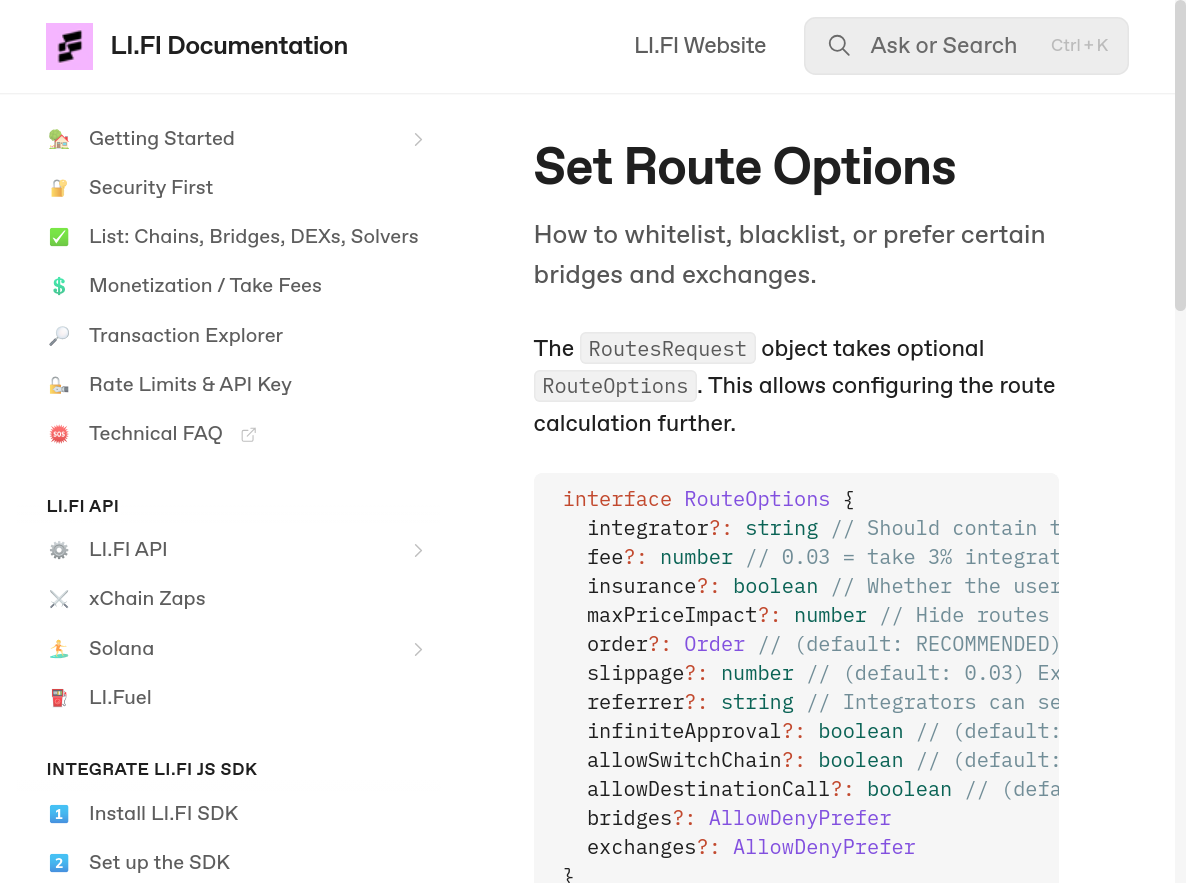 LI.FI Documentation
LI.FI Website
Ask or Search
Ctrl + K
Getting Started
Security First
List: Chains, Bridges, DEXs, Solvers
Monetization / Take Fees
Transaction Explorer
Rate Limits & API Key
Technical FAQ
LI.FI API
LI.FI API
xChain Zaps
Solana
LI.Fuel
INTEGRATE LI.FI JS SDK
1 Install LI.FI SDK
2 Set up the SDK
Set Route Options
How to whitelist, blacklist, or prefer certain
bridges and exchanges.
The RoutesRequest object takes optional
RouteOptions. This allows configuring the route
calculation further.
interface RouteOptions {
  integrator?: string // Should contain t
  fee?: number // 0.03 = take 3% integrat
  insurance?: boolean // Whether the user
  maxPriceImpact?: number // Hide routes
  order?: Order // (default: RECOMMENDED)
  slippage?: number // (default: 0.03) Ex
  referrer?: string // Integrators can se
  infiniteApproval?: boolean // (default:
  allowSwitchChain?: boolean // (default:
  allowDestinationCall?: boolean // (defa
  bridges?: AllowDenyPrefer
  exchanges?: AllowDenyPrefer
}